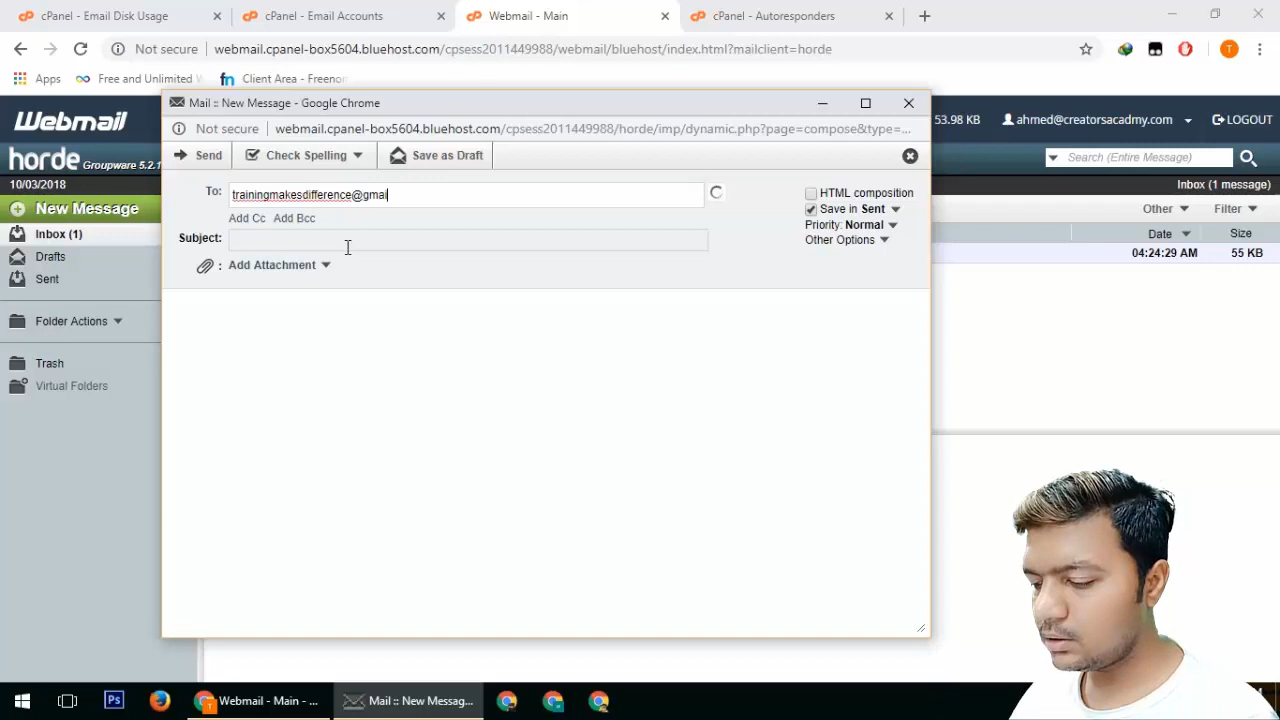 cPanel - Email Disk Usage
cPanel - Email Accounts
Webmail - Main
cPanel - Autoresponders
Not secure
webmail.cpanel-box5604.bluehost.com/cpsess2011449988/webmail/bluehost/index.html?mailclient=horde
T
Apps
Free and Unlimited
Client Area - Freenom
Webmail
Mail :: New Message - Google Chrome
53.98 KB
ahmed@creatorsacadmy.com
LOGOUT
Not secure
webmail.cpanel-box5604.bluehost.com/cpsess2011449988/horde/imp/dynamic.php?page=compose&type=...
horde Groupware 5.2.1
Send
Check Spelling
Save as Draft
Search (Entire Message)
10/03/2018
Inbox (1 message)
New Message
To:
trainingmakesdifference@gmai
HTML composition
Save in Sent
Other
Filter
Add Cc
Add Bcc
Priority: Normal
Inbox (1)
Subject:
Other Options
Date
Size
Drafts
Add Attachment
04:24:29 AM
55 KB
Sent
Folder Actions
Trash
Virtual Folders
Ps
Webmail - Main - ...
Mail :: New Messag...